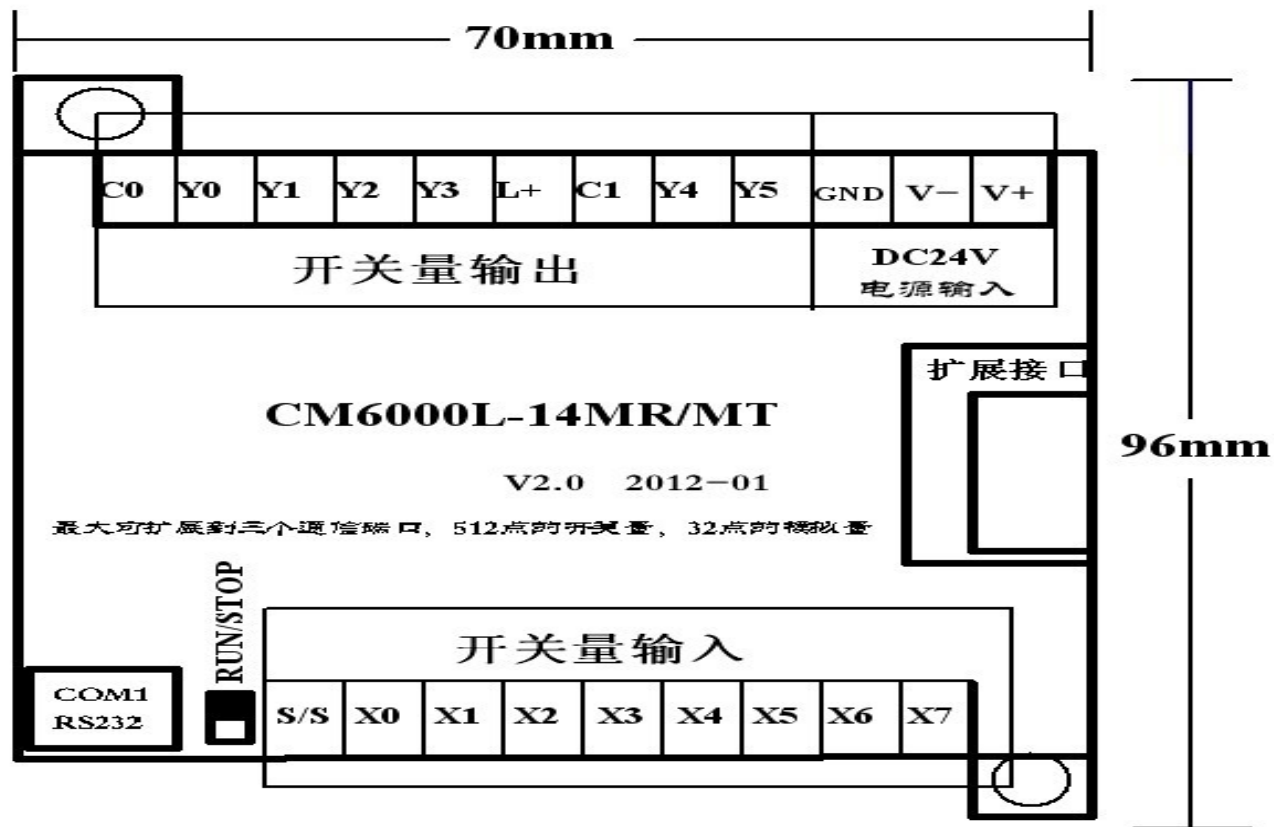 70mm
C0 Y0 Y1 Y2 Y3 L+ C1 Y4 Y5 GND V- V+
开关量输出
DC24V
电源输入
扩展接口
CM6000L-14MR/MT
96mm
V2.0 2012-01
最大可扩展到三个通信端口, 512点的开关量, 32点的模拟量
RUN/STOP
开关量输入
COM1
RS232
S/S X0 X1 X2 X3 X4 X5 X6 X7